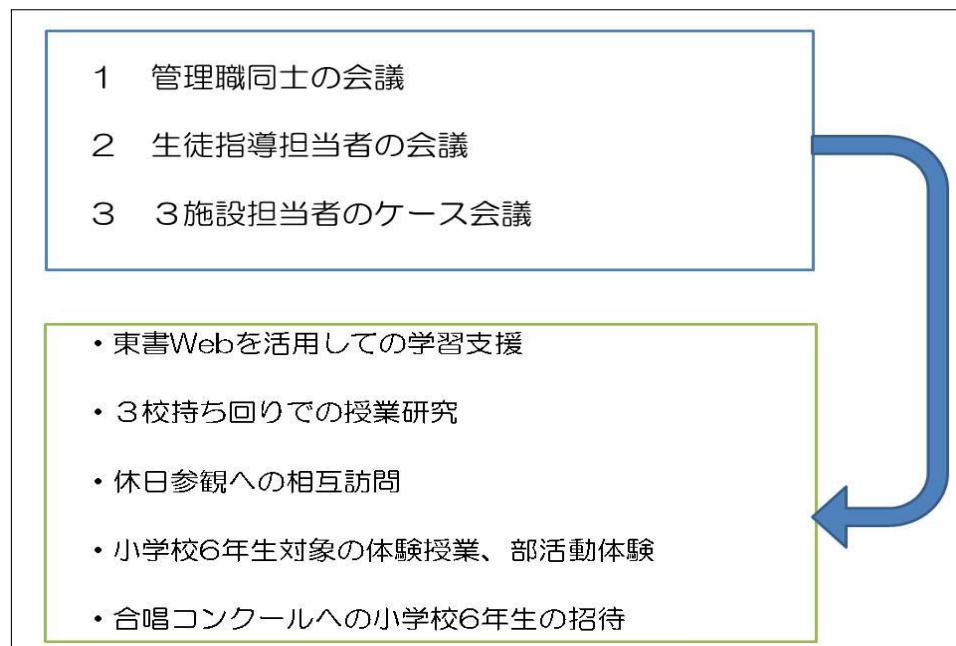 １　管理職同士の会議
２　生徒指導担当者の会議
３　３施設担当者のケース会議
・東書Webを活用しての学習支援
・３校持ち回りでの授業研究
・休日参観への相互訪問
・小学校6年生対象の体験授業、部活動体験
・合唱コンクールへの小学校6年生の招待